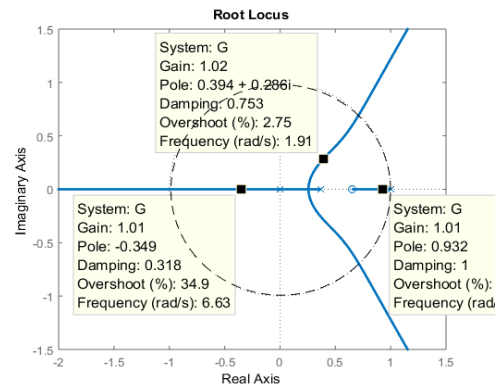 Root Locus
System: G
Gain: 1.02
Pole: 0.394 + 0.286i
Damping: 0.753
Overshoot (%): 2.75
Frequency (rad/s): 1.91
System: G
Gain: 1.01
Pole: -0.349
Damping: 0.318
Overshoot (%): 34.9
Frequency (rad/s): 6.63
System: G
Gain: 1.01
Pole: 0.932
Damping: 1
Overshoot (%):
Frequency (rad/
Imaginary Axis
1.5
1
0.5
0
-0.5
-1
-1.5
-2 -1.5 -1 -0.5 0 0.5 1 1.5
Real Axis